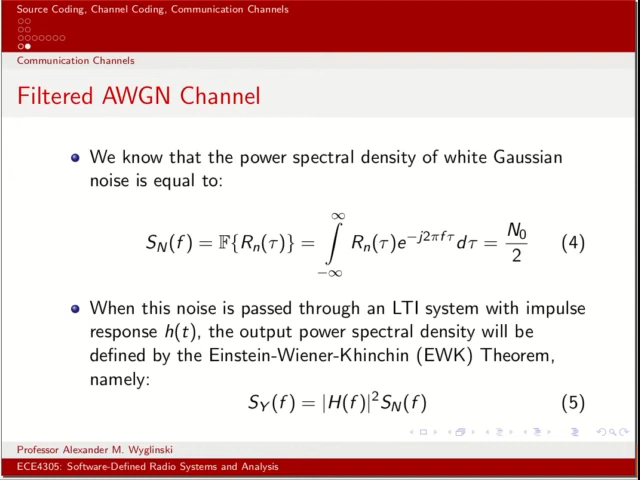 Source Coding, Channel Coding, Communication Channels
Communication Channels
Filtered AWGN Channel
We know that the power spectral density of white Gaussian
noise is equal to:
S_N(f) = 𝔽{R_n(τ)} = ∫_{−∞}^{∞} R_n(τ)e^{−j2πfτ}dτ = N_0/2 (4)
When this noise is passed through an LTI system with impulse
response h(t), the output power spectral density will be
defined by the Einstein-Wiener-Khinchin (EWK) Theorem,
namely:
S_Y(f) = |H(f)|^2 S_N(f) (5)
Professor Alexander M. Wyglinski
ECE4305: Software-Defined Radio Systems and Analysis